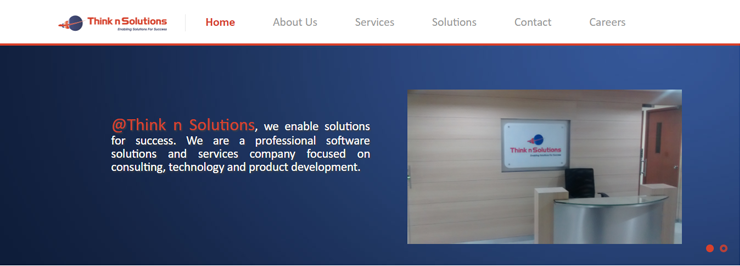 Think n Solutions
Enabling Solutions For Success
Home
About Us
Services
Solutions
Contact
Careers
@Think n Solutions, we enable solutions
for success. We are a professional software
solutions and services company focused on
consulting, technology and product development.
Think n Solutions
Enabling Solutions For Success